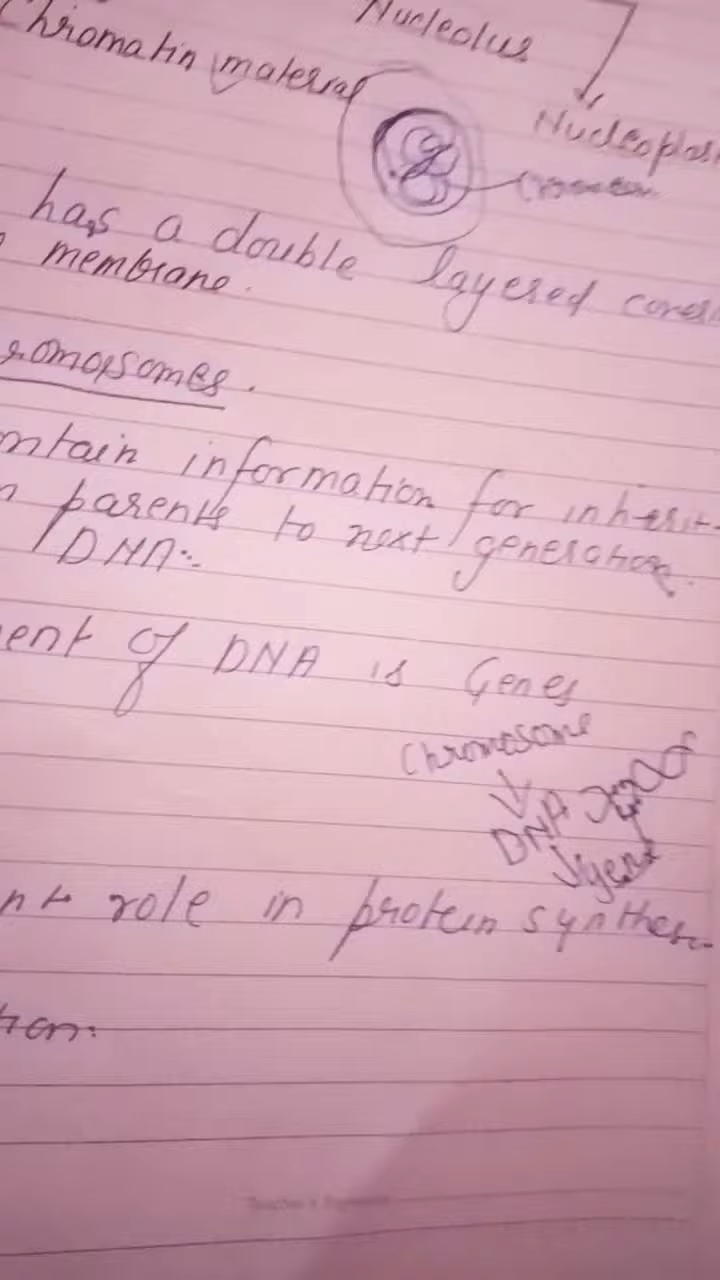 Nucleolus
Chromatin material
Nucleoplas
has a double layered cover
membrane.
romosomes.
ntain information for inherit-
n parents to next generation.
DNA:-
ent of DNA is Genes
Chromosome
DNA
gene
nt role in protein synthes
tion.